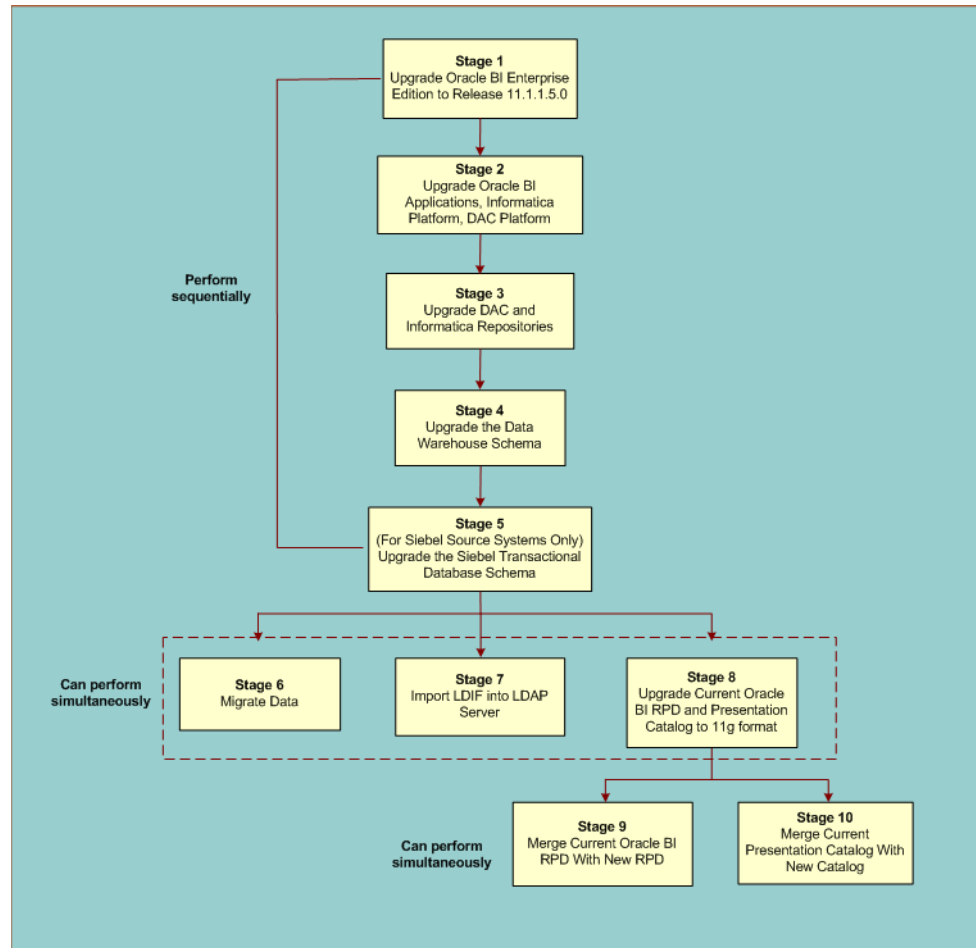 Stage 1
Upgrade Oracle BI Enterprise
Edition to Release 11.1.1.5.0
Stage 2
Upgrade Oracle BI
Applications, Informatica
Platform, DAC Platform
Perform
sequentially
Stage 3
Upgrade DAC and
Informatica Repositories
Stage 4
Upgrade the Data
Warehouse Schema
Stage 5
(For Siebel Source Systems Only)
Upgrade the Siebel Transactional
Database Schema
Can perform
simultaneously
Stage 6
Migrate Data
Stage 7
Import LDIF into LDAP
Server
Stage 8
Upgrade Current Oracle
BI RPD and Presentation
Catalog to 11g format
Can perform
simultaneously
Stage 9
Merge Current Oracle BI
RPD With New RPD
Stage 10
Merge Current
Presentation Catalog With
New Catalog